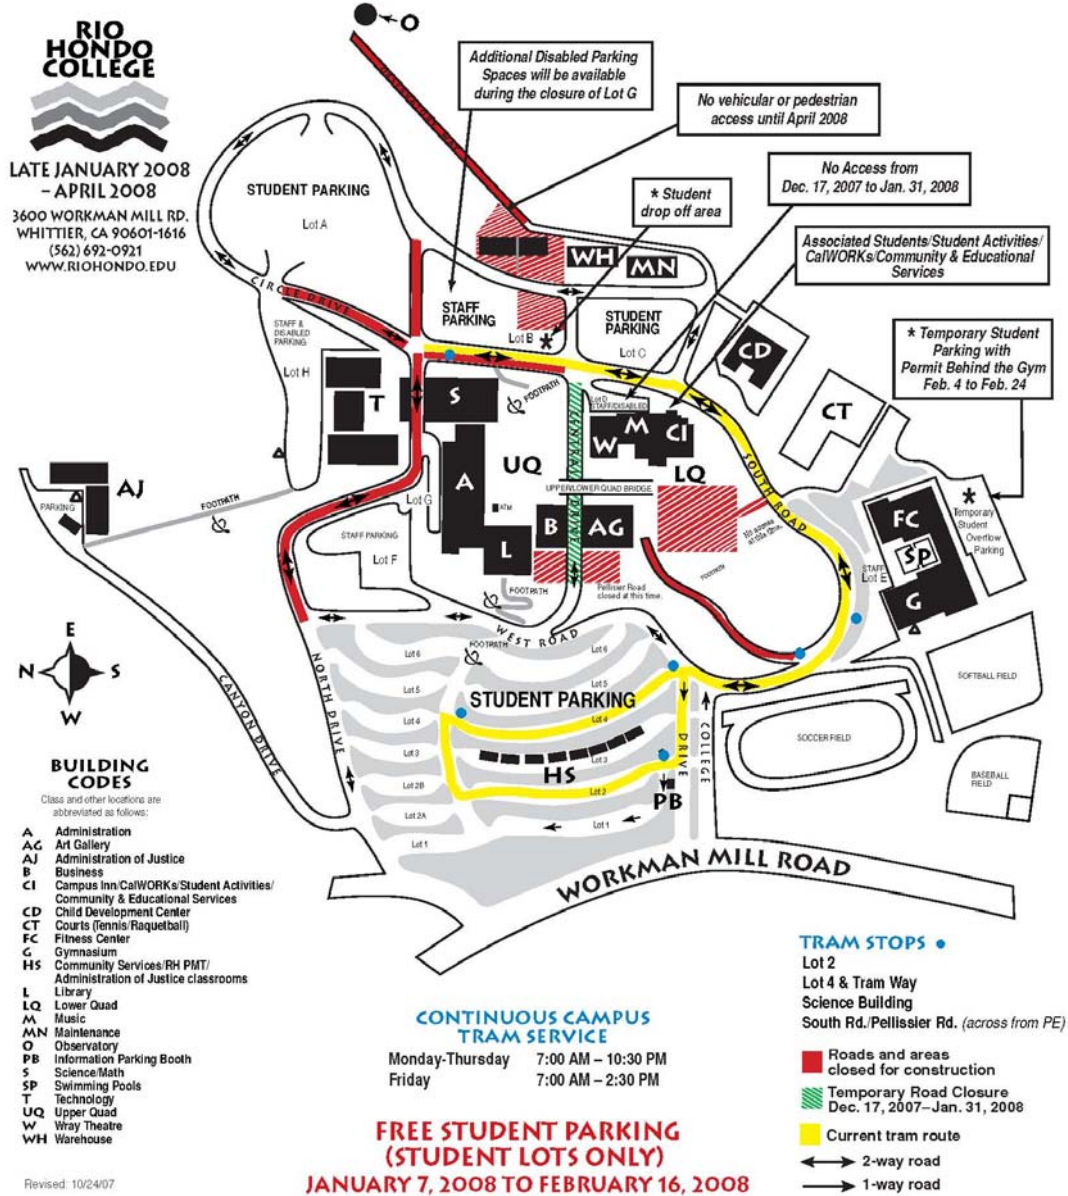 RIO
HONDO
COLLEGE
LATE JANUARY 2008
– APRIL 2008
3600 WORKMAN MILL RD.
WHITTIER, CA 90601-1616
(562) 692-0921
WWW.RIOHONDO.EDU
O
Additional Disabled Parking
Spaces will be available
during the closure of Lot G
No vehicular or pedestrian
access until April 2008
No Access from
Dec. 17, 2007 to Jan. 31, 2008
* Student
drop off area
Associated Students/Student Activities/
CalWORKs/Community & Educational
Services
* Temporary Student
Parking with
Permit Behind the Gym
Feb. 4 to Feb. 24
STUDENT PARKING
Lot A
WH
MN
CIRCLE DRIVE
STAFF
PARKING
Lot B
*
STUDENT
PARKING
Lot C
STAFF &
DISABLED
PARKING
Lot H
CD
CT
T
S
FOOTPATH
Lot D
STAFF/DISABLED
W
M
CI
UQ
LQ
SOUTH ROAD
UPPER/LOWER QUAD BRIDGE
A
ATM
Lot G
B
AG
L
AJ
PARKING
FOOTPATH
STAFF PARKING
Lot F
FOOTPATH
Pellisier Road
closed at this time.
FOOTPATH
FC
SP
G
STAFF
Lot E
*
Temporary
Student
Overflow
Parking
WEST ROAD
FOOTPATH
E
N
S
W
CANYON DRIVE
NORTH DRIVE
Lot 6
Lot 6
Lot 5
Lot 5
STUDENT PARKING
Lot 4
Lot 4
Lot 3
Lot 3
HS
Lot 2B
Lot 2
Lot 2A
Lot 1
Lot 1
PB
DRIVE
COLLEGE
SOCCER FIELD
SOFTBALL FIELD
BASEBALL
FIELD
WORKMAN MILL ROAD
BUILDING
CODES
Class and other locations are
abbreviated as follows:
A Administration
AG Art Gallery
AJ Administration of Justice
B Business
CI Campus Inn/CalWORKs/Student Activities/
Community & Educational Services
CD Child Development Center
CT Courts (Tennis/Raquetball)
FC Fitness Center
G Gymnasium
HS Community Services/RH PMT/
Administration of Justice classrooms
L Library
LQ Lower Quad
M Music
MN Maintenance
O Observatory
PB Information Parking Booth
S Science/Math
SP Swimming Pools
T Technology
UQ Upper Quad
W Wray Theatre
WH Warehouse
Revised: 10/24/07
CONTINUOUS CAMPUS
TRAM SERVICE
Monday-Thursday 7:00 AM – 10:30 PM
Friday 7:00 AM – 2:30 PM
FREE STUDENT PARKING
(STUDENT LOTS ONLY)
JANUARY 7, 2008 TO FEBRUARY 16, 2008
TRAM STOPS
Lot 2
Lot 4 & Tram Way
Science Building
South Rd./Pellissier Rd. (across from PE)
Roads and areas
closed for construction
Temporary Road Closure
Dec. 17, 2007–Jan. 31, 2008
Current tram route
2-way road
1-way road